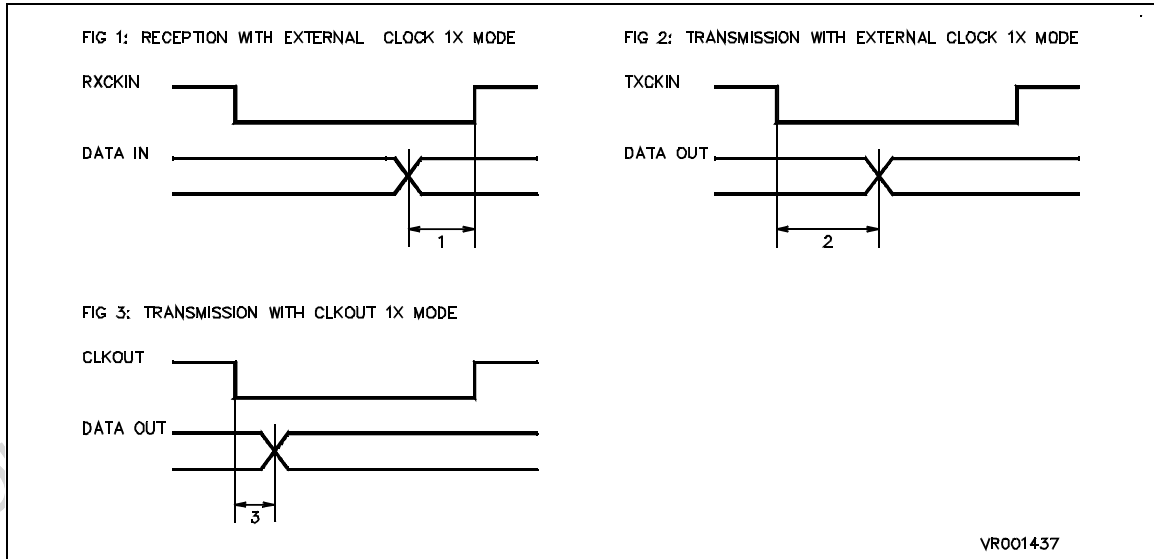 FIG 1: RECEPTION WITH EXTERNAL CLOCK 1X MODE
RXCKIN
DATA IN
1
FIG 2: TRANSMISSION WITH EXTERNAL CLOCK 1X MODE
TXCKIN
DATA OUT
2
FIG 3: TRANSMISSION WITH CLKOUT 1X MODE
CLKOUT
DATA OUT
3
VR001437